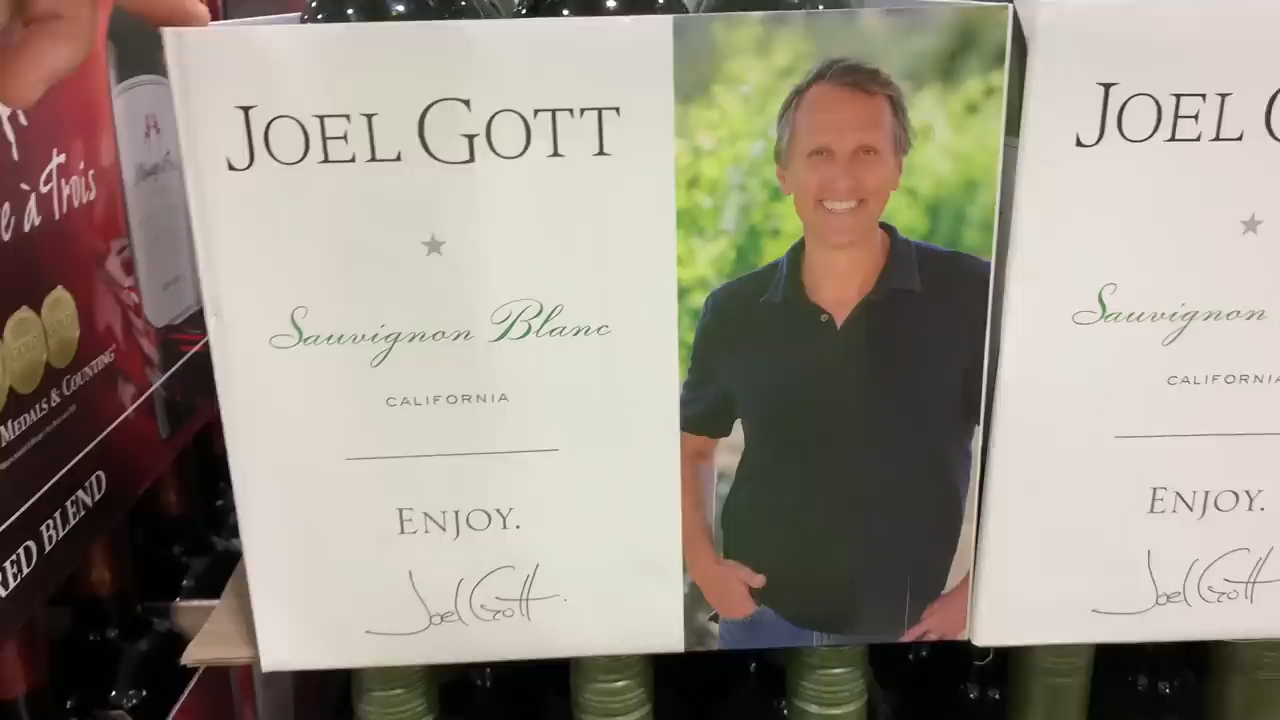 JOEL GOTT
Sauvignon Blanc
CALIFORNIA
ENJOY.
Joel Gott
JOEL
Sauvignon
CALIFORNIA
ENJOY.
Joel Gott
à Trois
MEDALS & COUNTING
RED BLEND